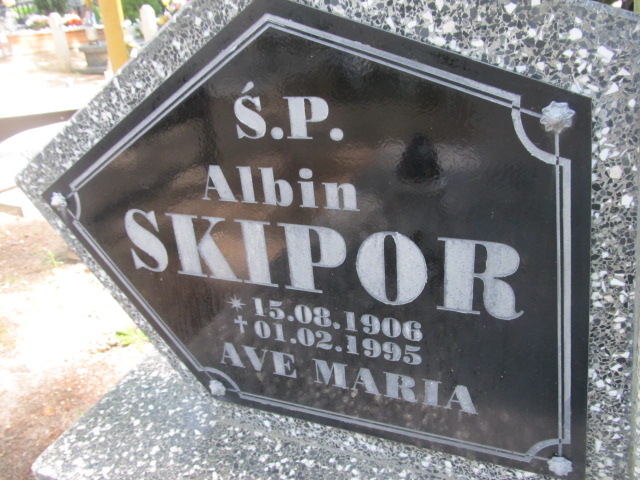 Ś.P.
Albin
SKIPOR
* 15.08.1906
✝ 01.02.1995
AVE MARIA